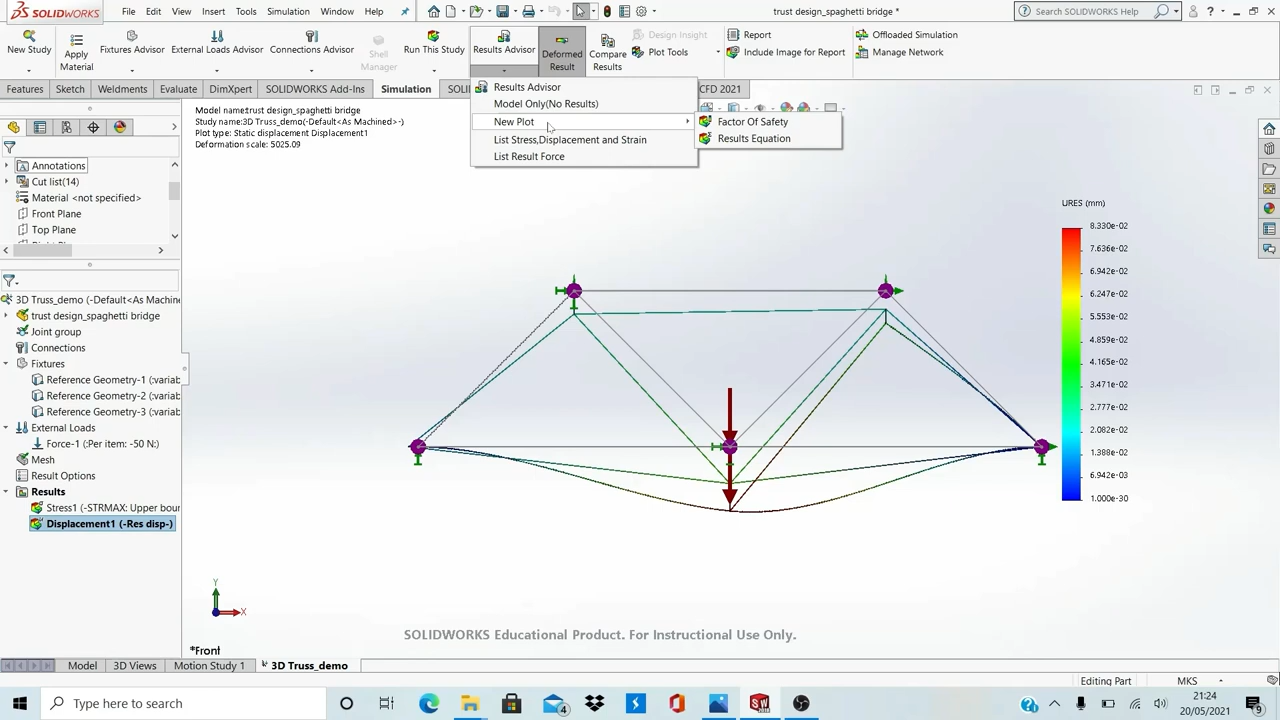 SOLIDWORKS
File
Edit
View
Insert
Tools
Simulation
Window
Help
trust design_spaghetti bridge *
Search SOLIDWORKS Help
New Study
Apply
Material
Fixtures Advisor
External Loads Advisor
Connections Advisor
Shell
Manager
Run This Study
Results Advisor
Deformed
Result
Compare
Results
Design Insight
Plot Tools
Report
Include Image for Report
Offloaded Simulation
Manage Network
Features
Sketch
Weldments
Evaluate
DimXpert
SOLIDWORKS Add-Ins
Simulation
SOLI
CFD 2021
Results Advisor
Model Only(No Results)
New Plot
List Stress,Displacement and Strain
List Result Force
Factor Of Safety
Results Equation
Model name:trust design_spaghetti bridge
Study name:3D Truss_demo(-Default<As Machined>-)
Plot type: Static displacement Displacement1
Deformation scale: 5025.09
Annotations
Cut list(14)
Material <not specified>
Front Plane
Top Plane
3D Truss_demo (-Default<As Machine
trust design_spaghetti bridge
Joint group
Connections
Fixtures
Reference Geometry-1 (:variab
Reference Geometry-2 (:variab
Reference Geometry-3 (:variab
External Loads
Force-1 (:Per item: -50 N:)
Mesh
Result Options
Results
Stress1 (-STRMAX: Upper bour
Displacement1 (-Res disp-)
URES (mm)
8.330e-02
7.636e-02
6.942e-02
6.247e-02
5.553e-02
4.859e-02
4.165e-02
3.471e-02
2.777e-02
2.082e-02
1.388e-02
6.942e-03
1.000e-30
Y
X
SOLIDWORKS Educational Product. For Instructional Use Only.
*Front
Model
3D Views
Motion Study 1
3D Truss_demo
Editing Part
MKS
Type here to search
4
21:24
20/05/2021
9